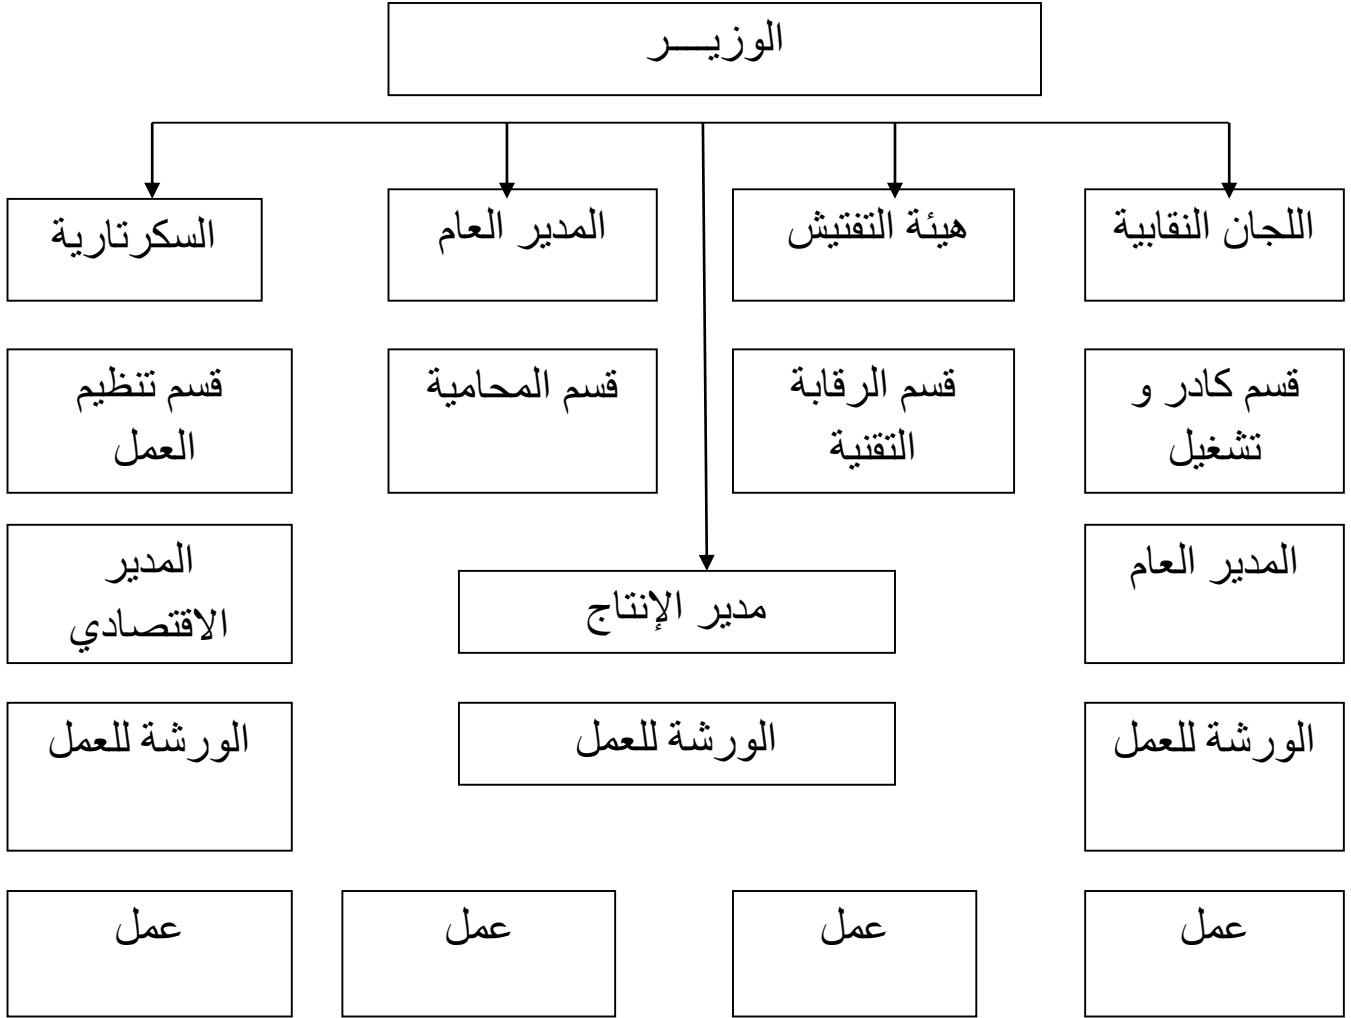 الوزيـــر
اللجان النقابية
هيئة التفتيش
المدير العام
السكرتارية
قسم كادر و
تشغيل
قسم الرقابة
التقنية
قسم المحامية
قسم تنظيم
العمل
المدير العام
مدير الإنتاج
المدير
الاقتصادي
الورشة للعمل
الورشة للعمل
الورشة للعمل
عمل
عمل
عمل
عمل